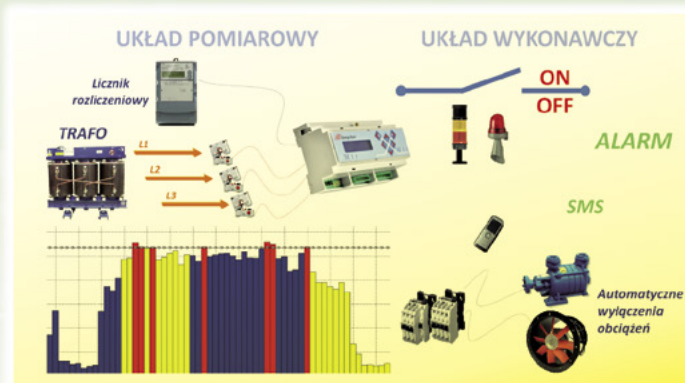 UKŁAD POMIAROWY
UKŁAD WYKONAWCZY
Licznik
rozliczeniowy
TRAFO
L1
L2
L3
ON
OFF
ALARM
SMS
Automatyczne
wyłączenia
obciążeń